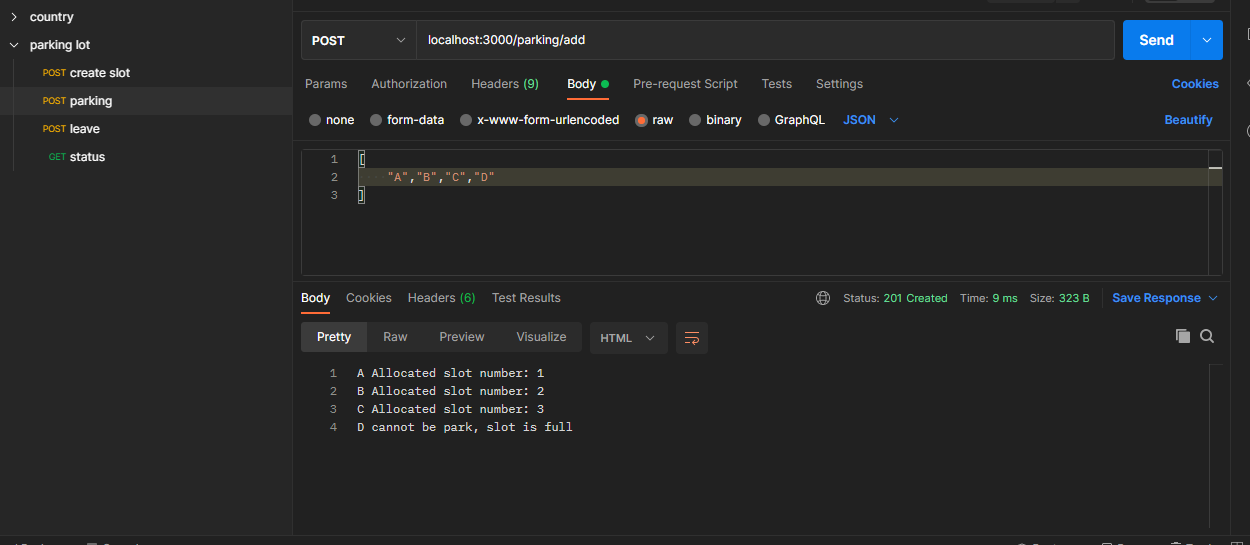 country
parking lot
POST create slot
POST parking
POST leave
GET status
POST localhost:3000/parking/add Send
Params Authorization Headers (9) Body Pre-request Script Tests Settings Cookies
none form-data x-www-form-urlencoded raw binary GraphQL JSON Beautify
1 [
2 "A","B","C","D"
3 ]
Body Cookies Headers (6) Test Results Status: 201 Created Time: 9 ms Size: 323 B Save Response
Pretty Raw Preview Visualize HTML
1 A Allocated slot number: 1
2 B Allocated slot number: 2
3 C Allocated slot number: 3
4 D cannot be park, slot is full